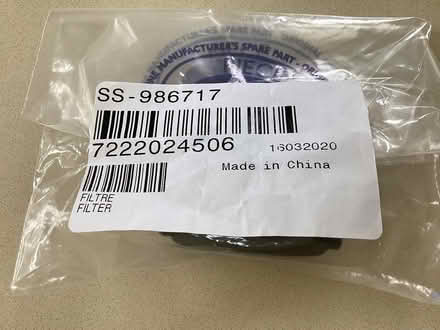 MANUFACTURER'S SPARE PART
SS-986717
7222024506 16032020
Made in China
FILTRE
FILTER